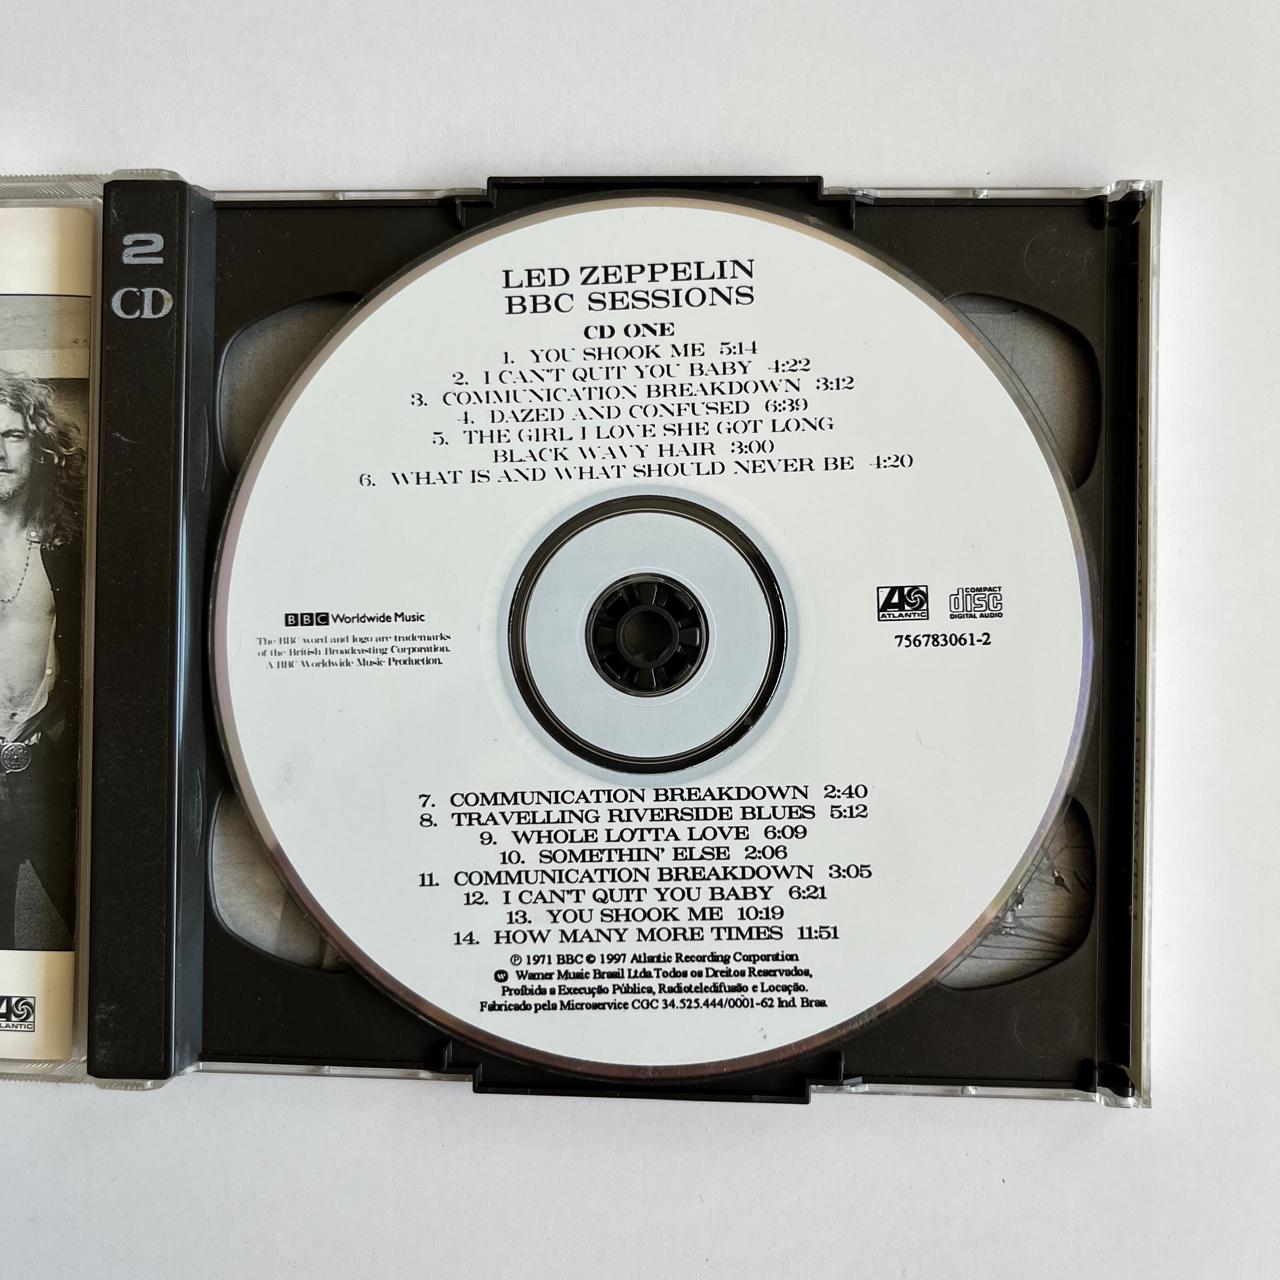 2
CD
LED ZEPPELIN
BBC SESSIONS
CD ONE
1. YOU SHOOK ME 5:14
2. I CAN'T QUIT YOU BABY 4:22
3. COMMUNICATION BREAKDOWN 3:12
4. DAZED AND CONFUSED 6:39
5. THE GIRL I LOVE SHE GOT LONG
BLACK WAVY HAIR 3:00
6. WHAT IS AND WHAT SHOULD NEVER BE 4:20
BBC Worldwide Music
The BBC word and logo are trademarks
of the British Broadcasting Corporation.
A BBC Worldwide Music Production.
ATLANTIC
COMPACT
disc
DIGITAL AUDIO
756783061-2
7. COMMUNICATION BREAKDOWN 2:40
8. TRAVELLING RIVERSIDE BLUES 5:12
9. WHOLE LOTTA LOVE 6:09
10. SOMETHIN' ELSE 2:06
11. COMMUNICATION BREAKDOWN 3:05
12. I CAN'T QUIT YOU BABY 6:21
13. YOU SHOOK ME 10:19
14. HOW MANY MORE TIMES 11:51
℗ 1971 BBC © 1997 Atlantic Recording Corporation
Warner Music Brasil Ltda.Todos os Direitos Reservados,
Proibida a Execução Pública, Radioteledifusão e Locação.
Fabricado pela Microservice CGC 34.525.444/0001-62 Ind. Bras.